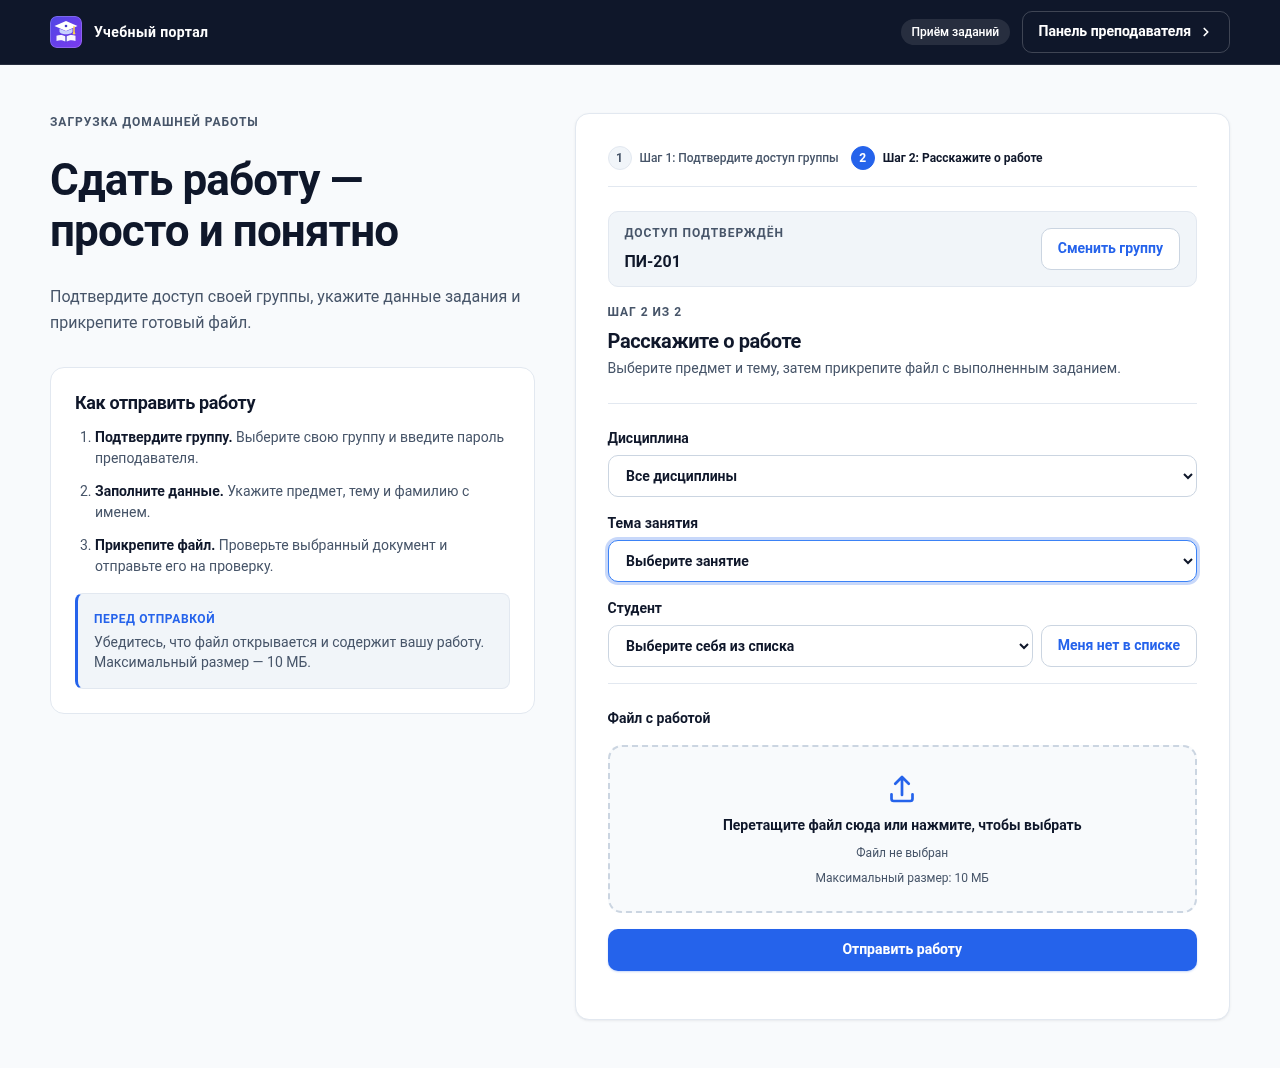 Учебный портал
Приём заданий
Панель преподавателя
ЗАГРУЗКА ДОМАШНЕЙ РАБОТЫ
Сдать работу —
просто и понятно
Подтвердите доступ своей группы, укажите данные задания и
прикрепите готовый файл.
Как отправить работу
1. Подтвердите группу. Выберите свою группу и введите пароль
преподавателя.
2. Заполните данные. Укажите предмет, тему и фамилию с
именем.
3. Прикрепите файл. Проверьте выбранный документ и
отправьте его на проверку.
ПЕРЕД ОТПРАВКОЙ
Убедитесь, что файл открывается и содержит вашу работу.
Максимальный размер — 10 МБ.
1 Шаг 1: Подтвердите доступ группы
2 Шаг 2: Расскажите о работе
ДОСТУП ПОДТВЕРЖДЁН
ПИ-201
Сменить группу
ШАГ 2 ИЗ 2
Расскажите о работе
Выберите предмет и тему, затем прикрепите файл с выполненным заданием.
Дисциплина
Все дисциплины
Тема занятия
Выберите занятие
Студент
Выберите себя из списка
Меня нет в списке
Файл с работой
Перетащите файл сюда или нажмите, чтобы выбрать
Файл не выбран
Максимальный размер: 10 МБ
Отправить работу